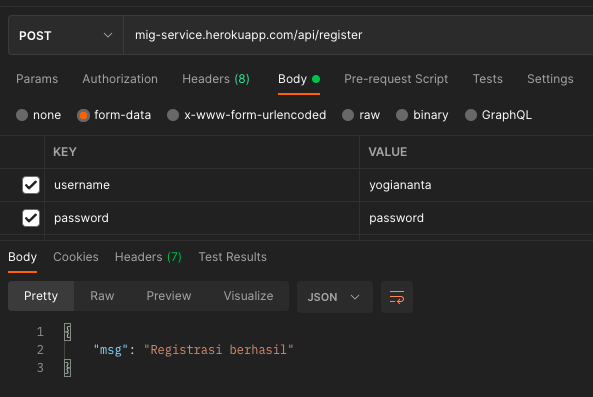 POST mig-service.herokuapp.com/api/register
Params Authorization Headers (8) Body Pre-request Script Tests Settings
none form-data x-www-form-urlencoded raw binary GraphQL
KEY VALUE
username yogiananta
password password
Body Cookies Headers (7) Test Results
Pretty Raw Preview Visualize JSON
1 {
2 "msg": "Registrasi berhasil"
3 }